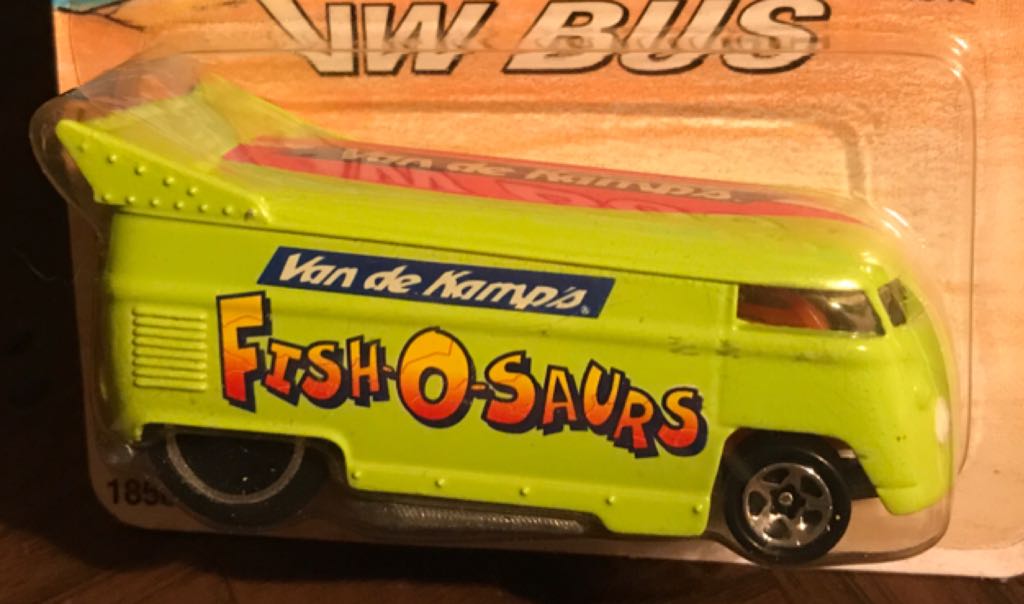 VW BUS
Van de Kamp's
Van de Kamp's®
FISH-O-SAURS